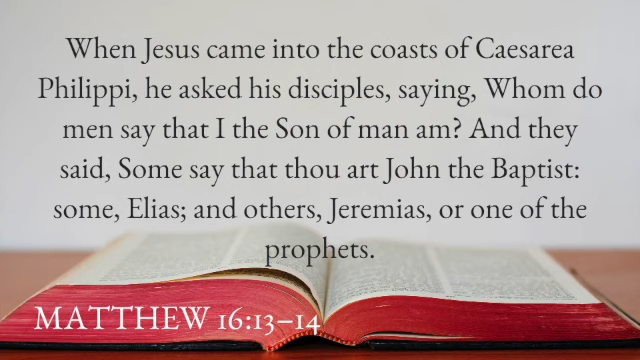 When Jesus came into the coasts of Caesarea
Philippi, he asked his disciples, saying, Whom do
men say that I the Son of man am? And they
said, Some say that thou art John the Baptist:
some, Elias; and others, Jeremias, or one of the
prophets.
MATTHEW 16:13–14